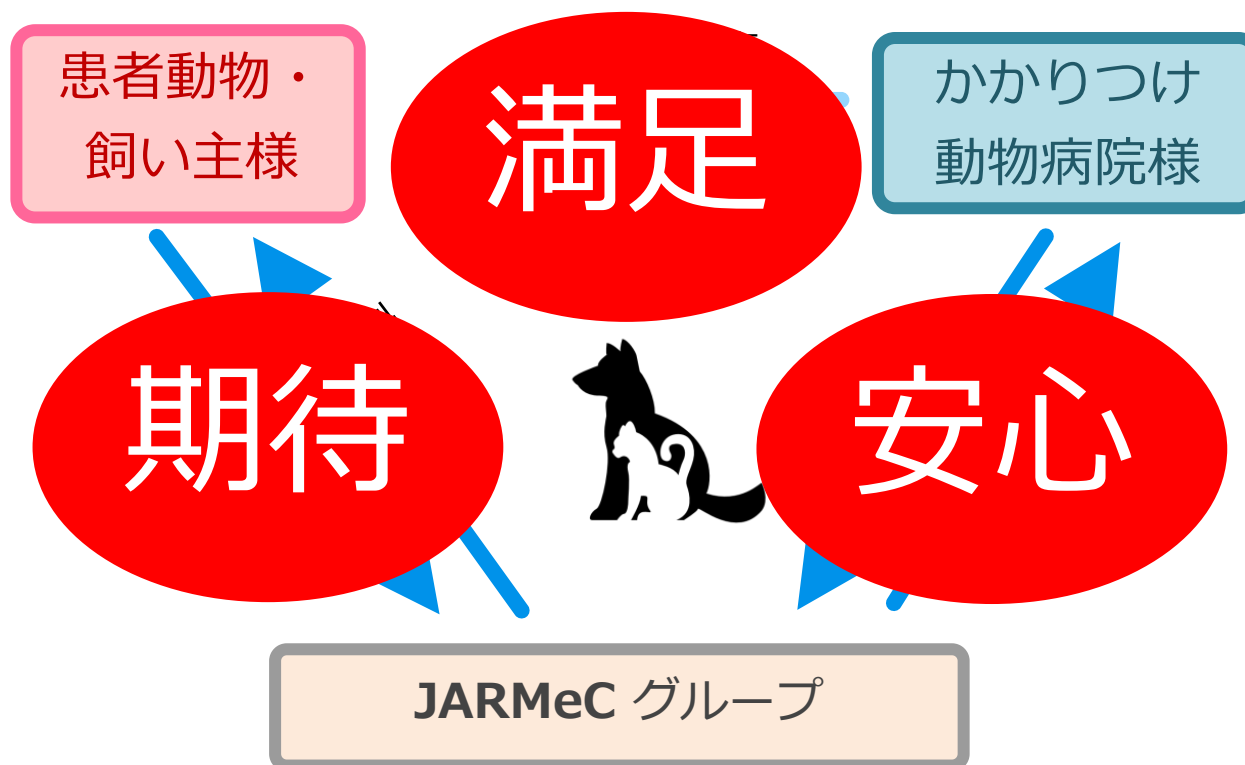 患者動物・
飼い主様
満足
かかりつけ
動物病院様
期待
安心
JARMeC グループ